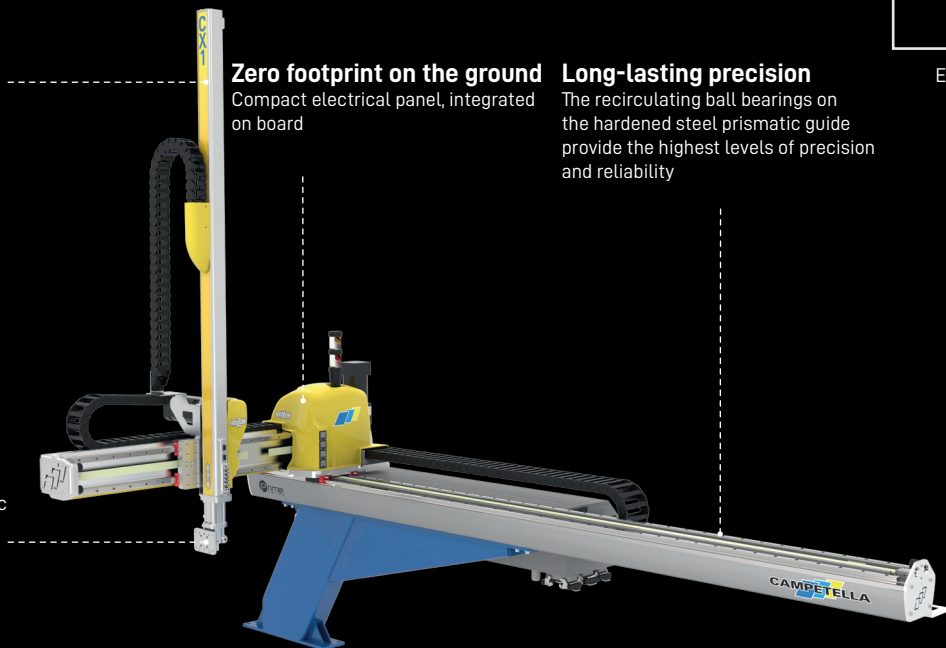 CX1
Zero footprint on the ground
Compact electrical panel, integrated
on board
Long-lasting precision
The recirculating ball bearings on
the hardened steel prismatic guide
provide the highest levels of precision
and reliability
E
c
Prime
CAMPETELLA